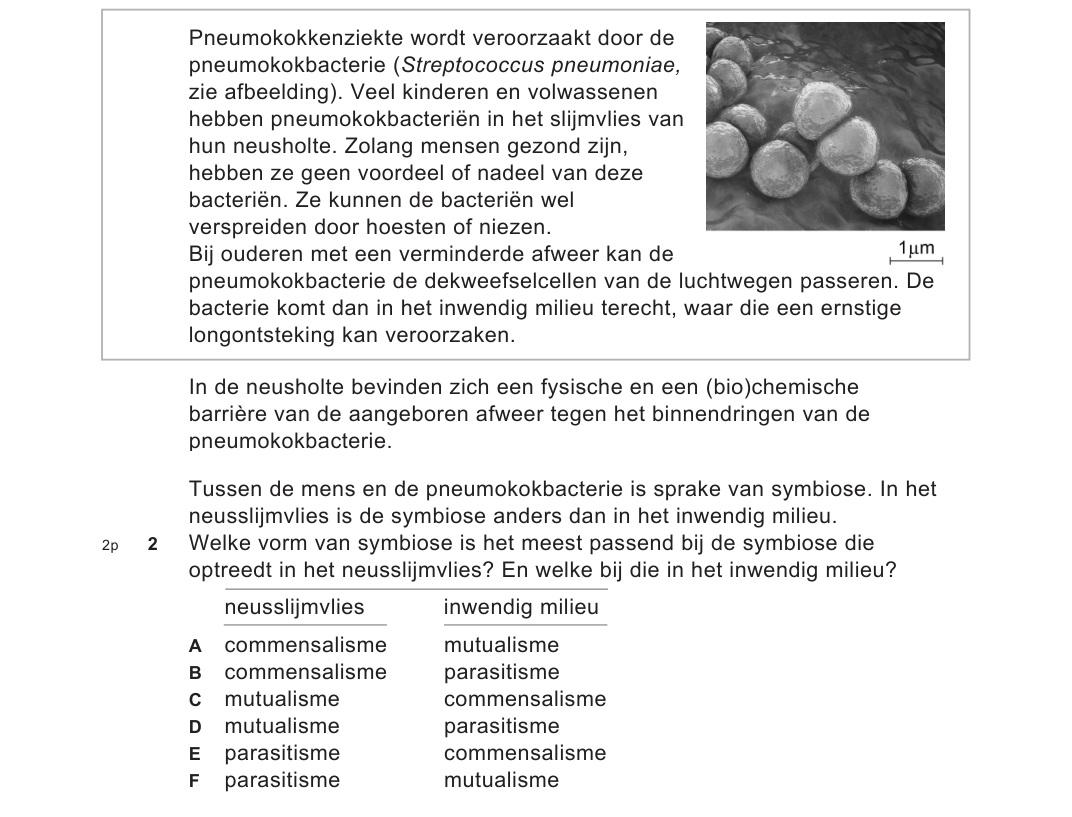 Pneumokokkenziekte wordt veroorzaakt door de
pneumokokbacterie (Streptococcus pneumoniae,
zie afbeelding). Veel kinderen en volwassenen
hebben pneumokokbacteriën in het slijmvlies van
hun neusholte. Zolang mensen gezond zijn,
hebben ze geen voordeel of nadeel van deze
bacteriën. Ze kunnen de bacteriën wel
verspreiden door hoesten of niezen.
1μm
Bij ouderen met een verminderde afweer kan de
pneumokokbacterie de dekweefselcellen van de luchtwegen passeren. De
bacterie komt dan in het inwendig milieu terecht, waar die een ernstige
longontsteking kan veroorzaken.
In de neusholte bevinden zich een fysische en een (bio)chemische
barrière van de aangeboren afweer tegen het binnendringen van de
pneumokokbacterie.
Tussen de mens en de pneumokokbacterie is sprake van symbiose. In het
neusslijmvlies is de symbiose anders dan in het inwendig milieu.
2p 2 Welke vorm van symbiose is het meest passend bij de symbiose die
optreedt in het neusslijmvlies? En welke bij die in het inwendig milieu?
neusslijmvlies inwendig milieu
A commensalisme mutualisme
B commensalisme parasitisme
C mutualisme commensalisme
D mutualisme parasitisme
E parasitisme commensalisme
F parasitisme mutualisme